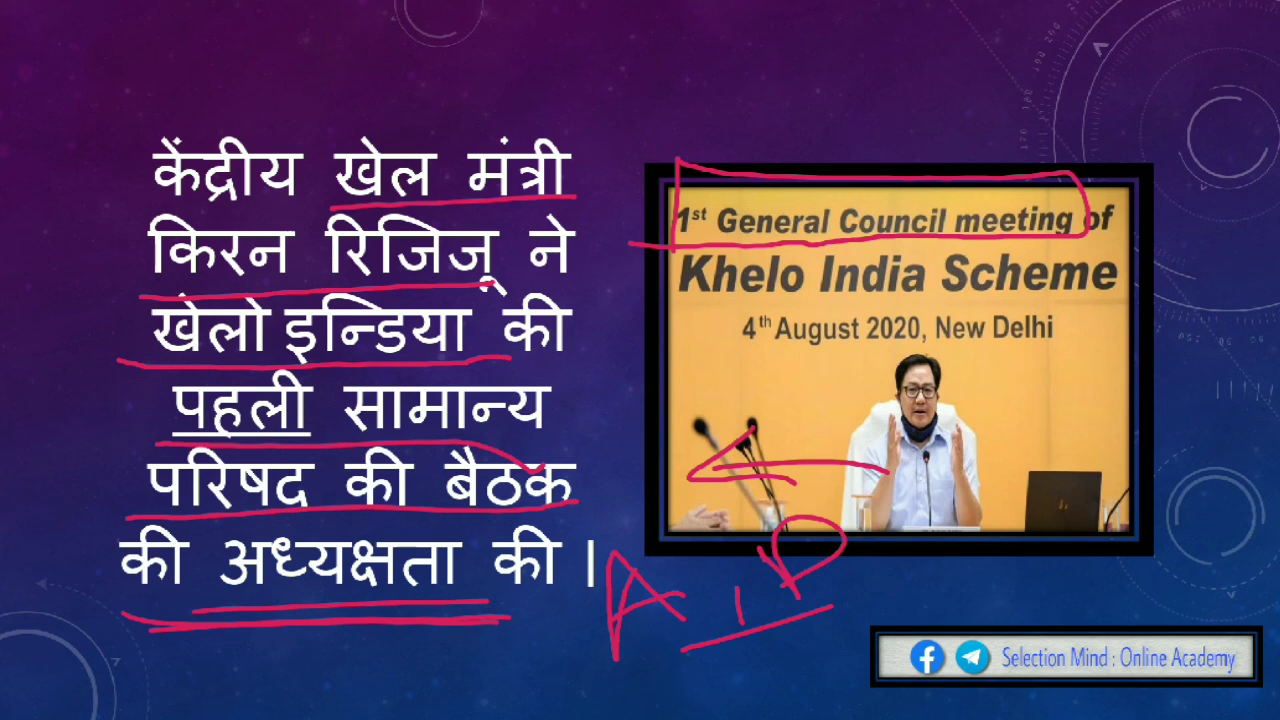 केंद्रीय खेल मंत्री
किरन रिजिजू ने
खेलो इन्डिया की
पहली सामान्य
परिषद की बैठक
की अध्यक्षता की |
1st General Council meeting of
Khelo India Scheme
4th August 2020, New Delhi
A.P
Selection Mind : Online Academy